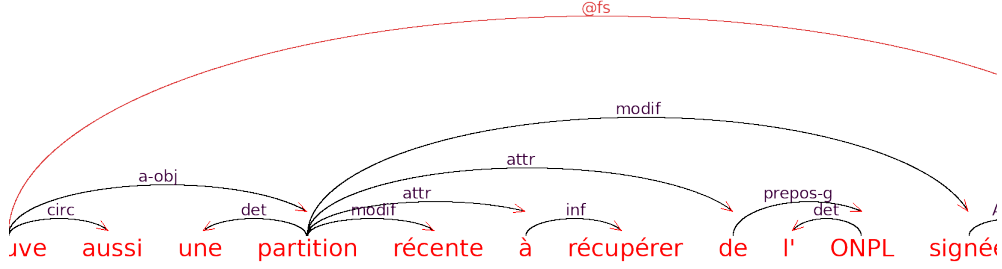 @fs
modif
attr
a-obj
attr
prepos-g
circ det modif inf det
uve aussi une partition récente à récupérer de l' ONPL signée